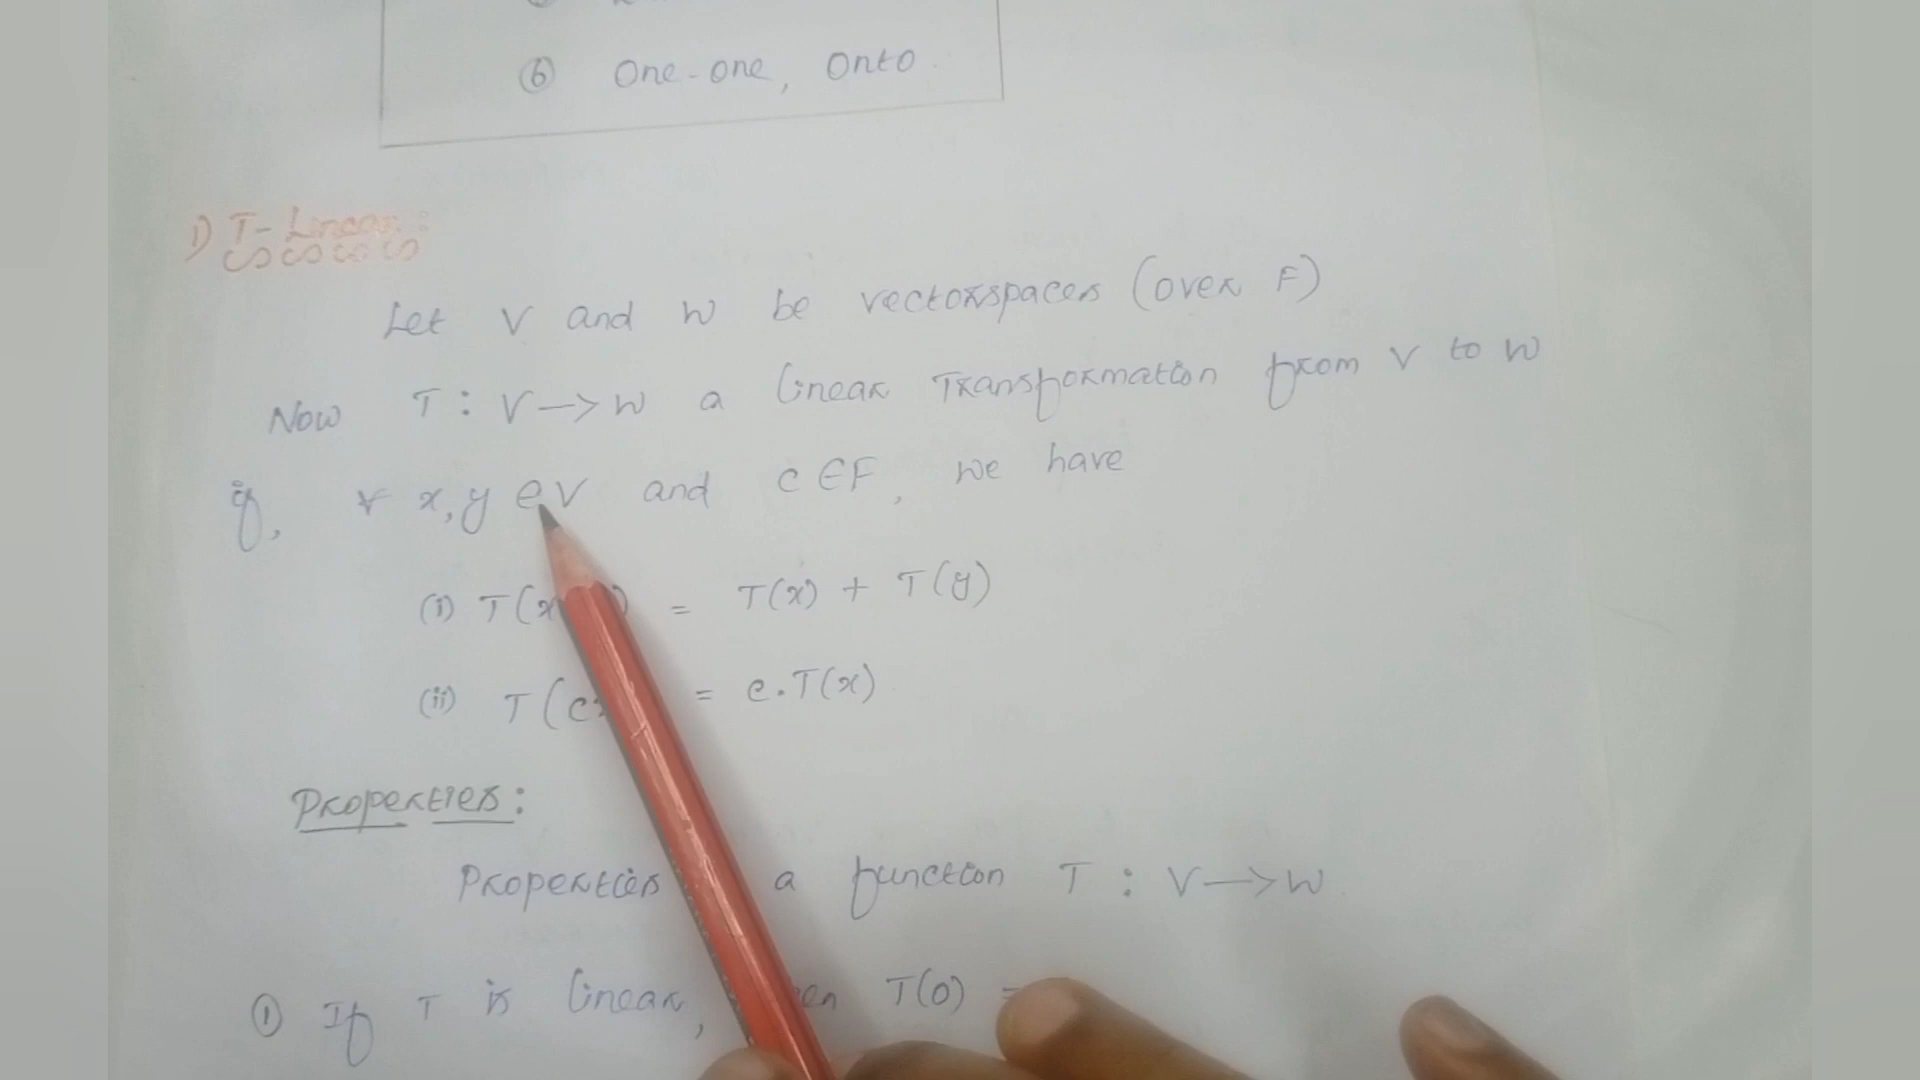 ⑥ One-one, Onto
1) T-Linear:
Let V and W be vectorspaces (over F)
Now T : V → W a linear Transformation from V to W
if, ∀ x,y ∈ V and c ∈ F, we have
(i) T(x ) = T(x) + T(y)
(ii) T(c = c.T(x)
Properties:
Properties a function T : V → W.
① If T is linear, T(0) =